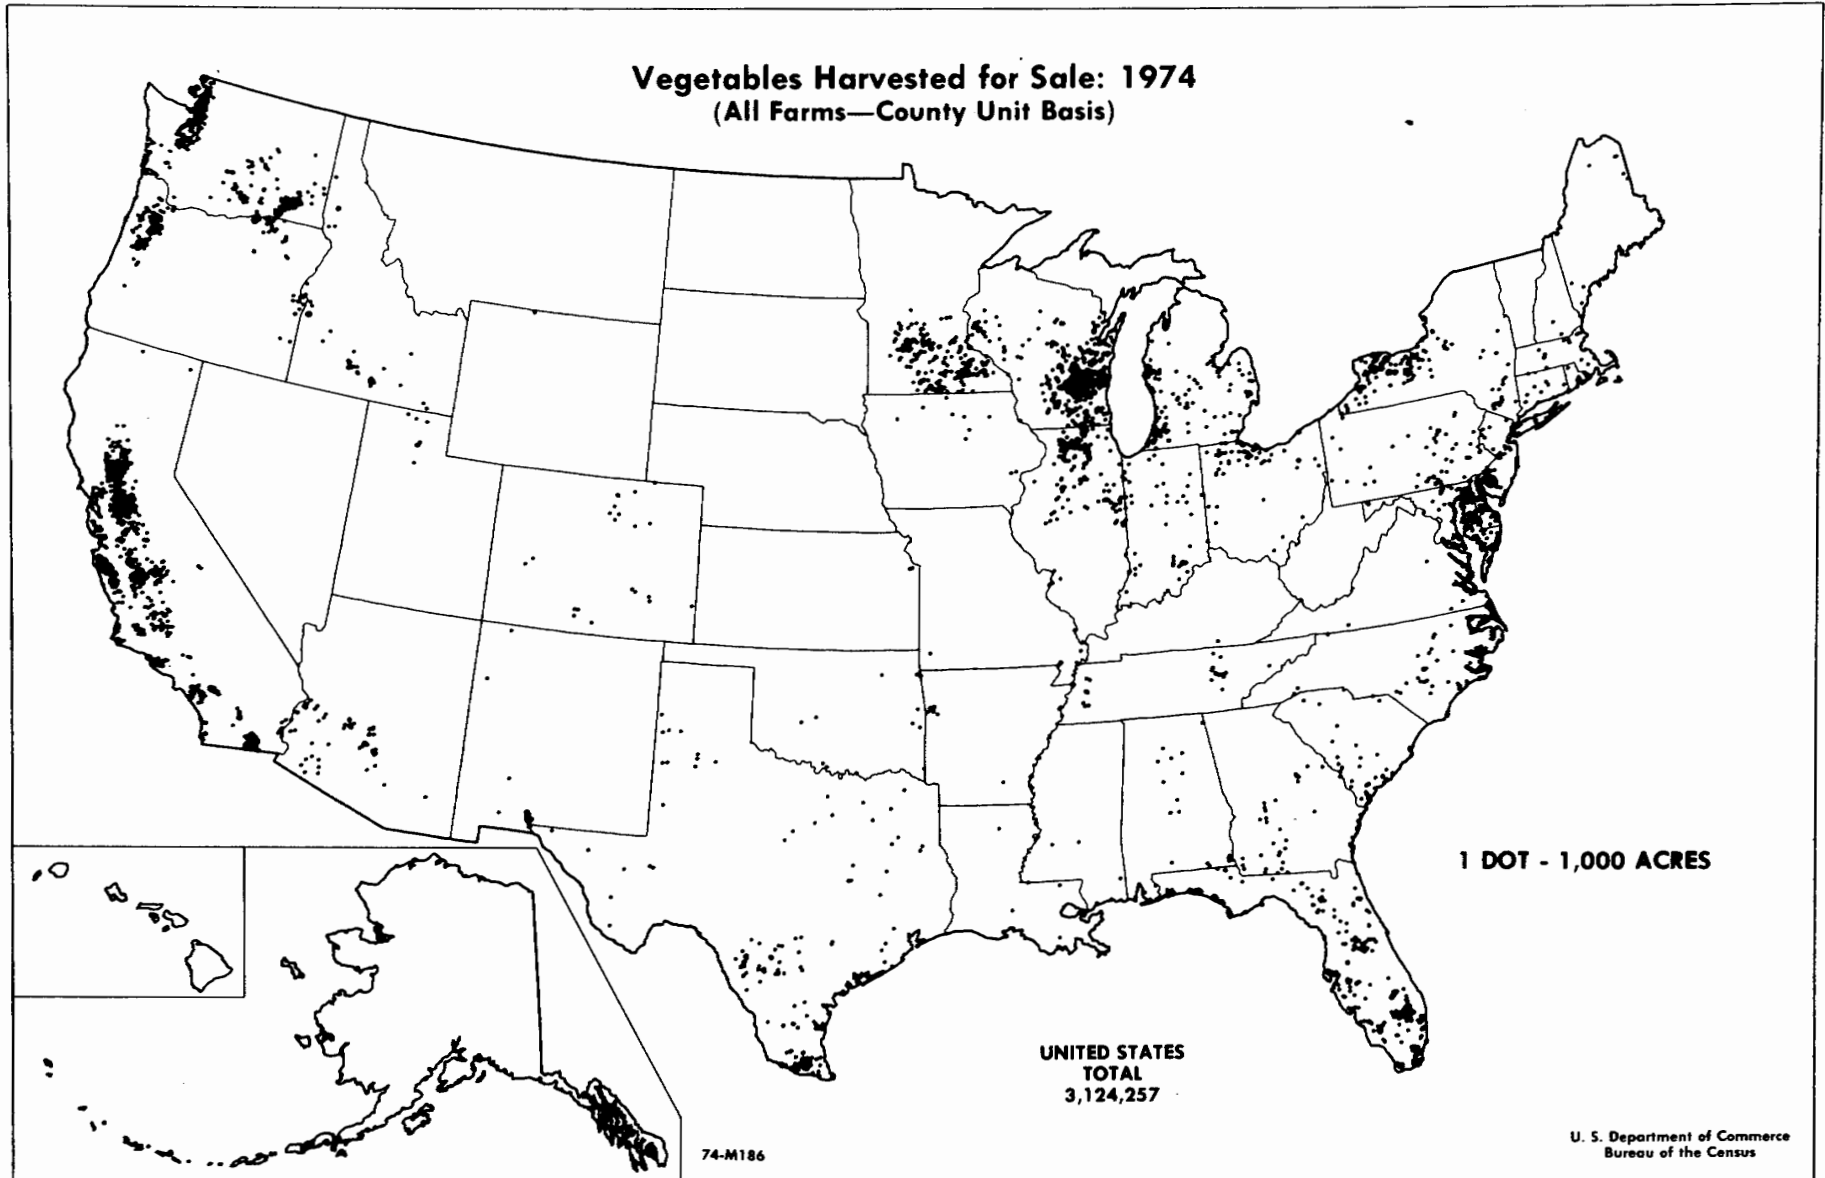 Vegetables Harvested for Sale: 1974
(All Farms—County Unit Basis)
1 DOT - 1,000 ACRES
UNITED STATES
TOTAL
3,124,257
74-M186
U. S. Department of Commerce
Bureau of the Census